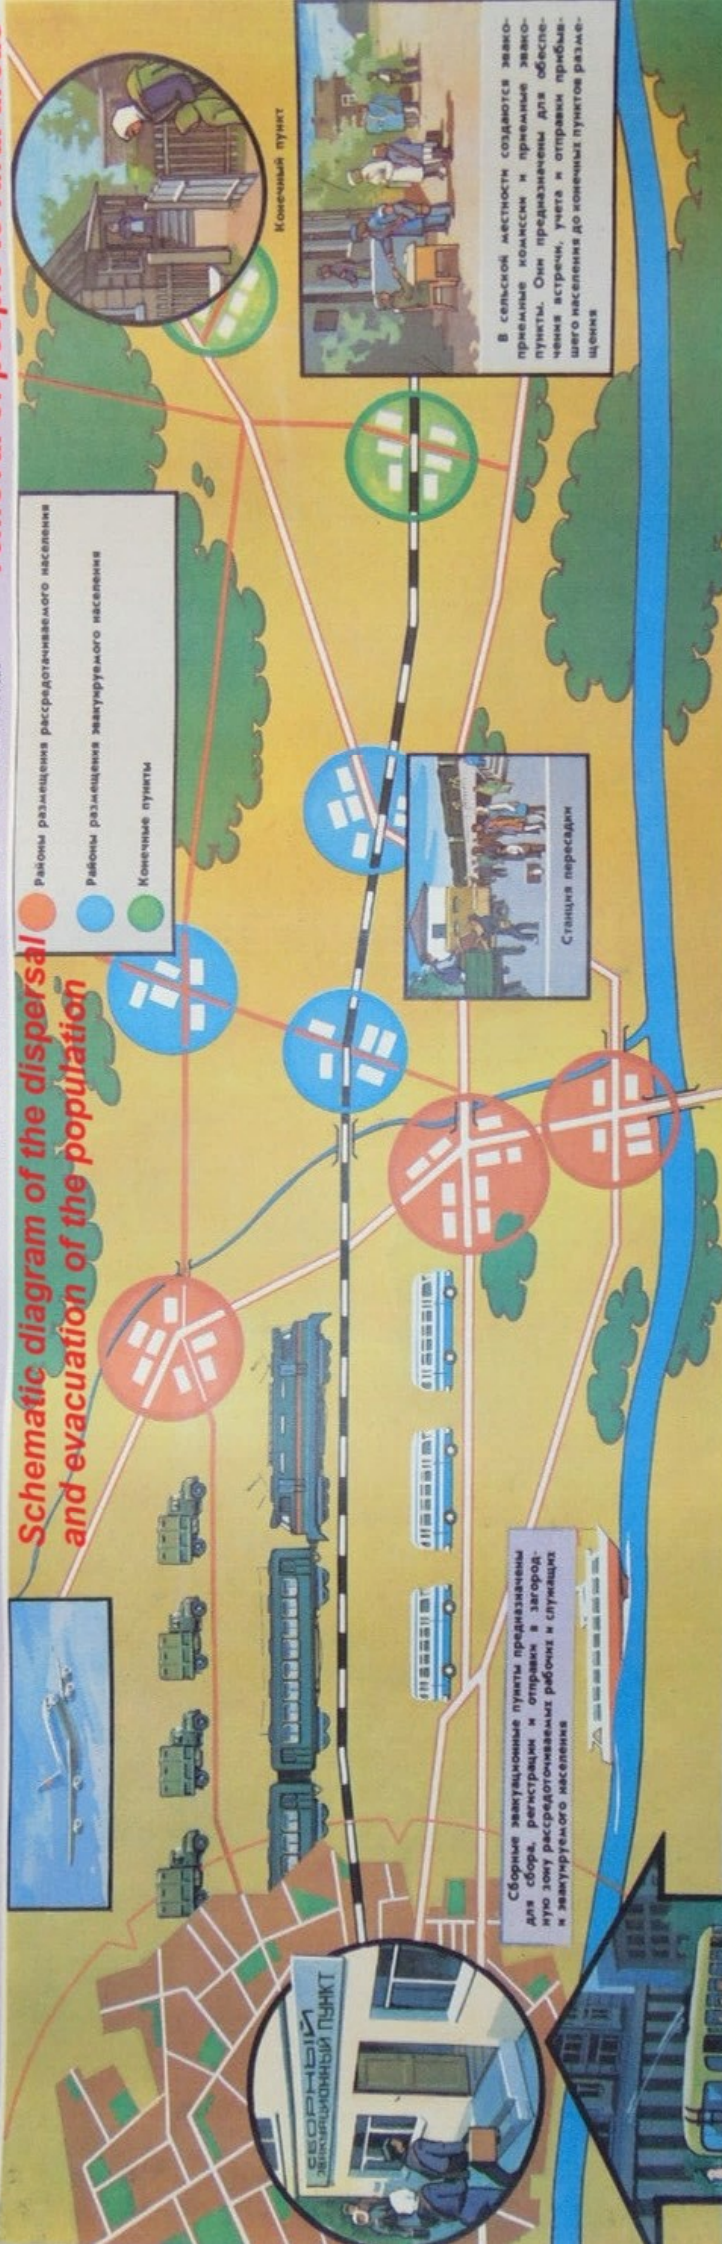 Schematic diagram of the dispersal
and evacuation of the population
Районы размещения рассредотачиваемого населения
Районы размещения эвакуируемого населения
Конечные пункты
Конечный пункт
В сельской местности создаются эвако-
приемные комиссии и приемные эвако-
пункты. Они предназначены для обеспе-
чения встречи, учета и отправки прибыв-
шего населения до конечных пунктов разме-
щения
Станция пересадки
Сборные эвакуационные пункты предназначены
для сбора, регистрации и отправки в загород-
ную зону рассредоточиваемых рабочих и служащих
и эвакуируемого населения
СБОРНЫЙ
ЭВАКУАЦИОННЫЙ ПУНКТ